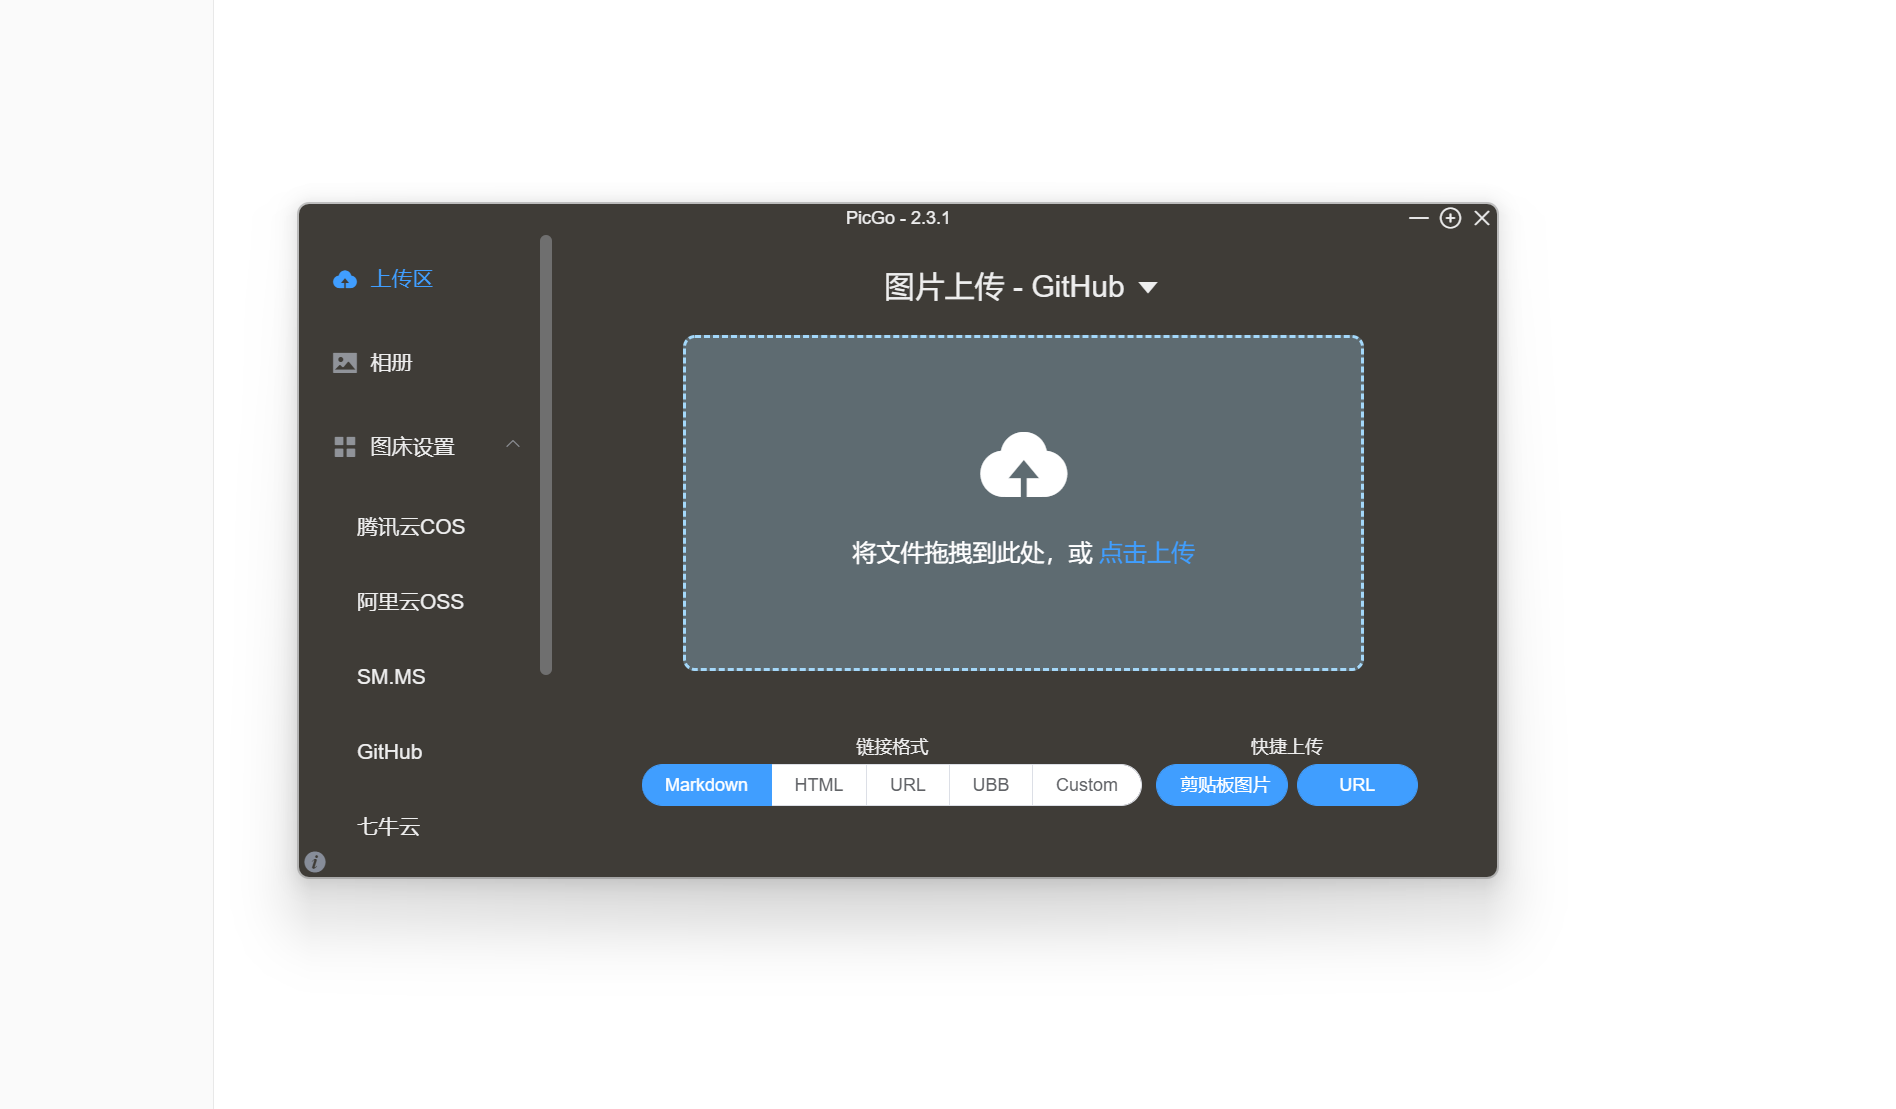 PicGo - 2.3.1
上传区
相册
图床设置
腾讯云COS
阿里云OSS
SM.MS
GitHub
七牛云
图片上传 - GitHub
将文件拖拽到此处，或 点击上传
链接格式
Markdown HTML URL UBB Custom
快捷上传
剪贴板图片 URL